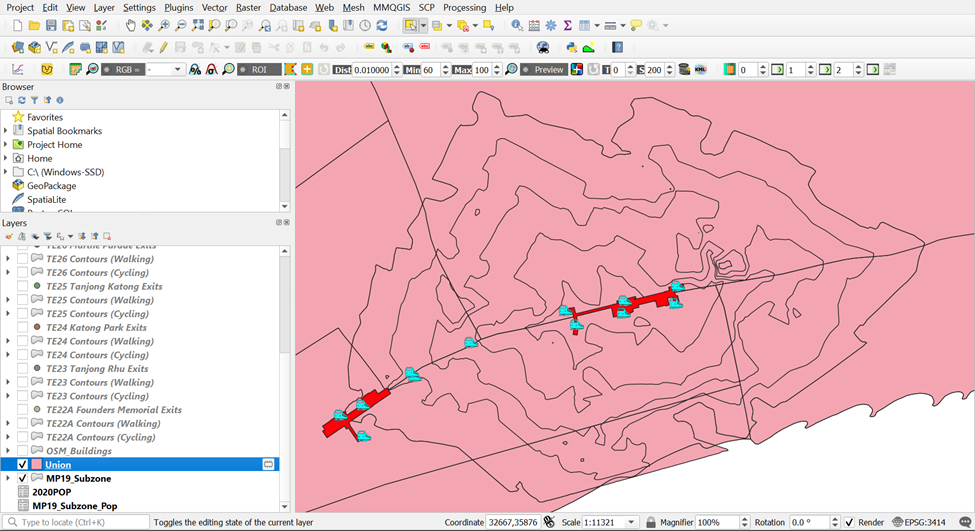 Project Edit View Layer Settings Plugins Vector Raster Database Web Mesh MMQGIS SCP Processing Help
RGB = - ROI Dist 0.010000 Min 60 Max 100 Preview T 0 S 200 KML 0 1 2
Browser
Favorites
Spatial Bookmarks
Project Home
Home
C:\ (Windows-SSD)
GeoPackage
SpatiaLite
Layers
TE26 Marine Parade Exits
TE26 Contours (Walking)
TE26 Contours (Cycling)
TE25 Tanjong Katong Exits
TE25 Contours (Walking)
TE25 Contours (Cycling)
TE24 Katong Park Exits
TE24 Contours (Walking)
TE24 Contours (Cycling)
TE23 Tanjong Rhu Exits
TE23 Contours (Walking)
TE23 Contours (Cycling)
TE22A Founders Memorial Exits
TE22A Contours (Walking)
TE22A Contours (Cycling)
OSM_Buildings
Union
MP19_Subzone
2020POP
MP19_Subzone_Pop
Type to locate (Ctrl+K) Toggles the editing state of the current layer Coordinate 32667,35876 Scale 1:11321 Magnifier 100% Rotation 0.0 ° Render EPSG:3414